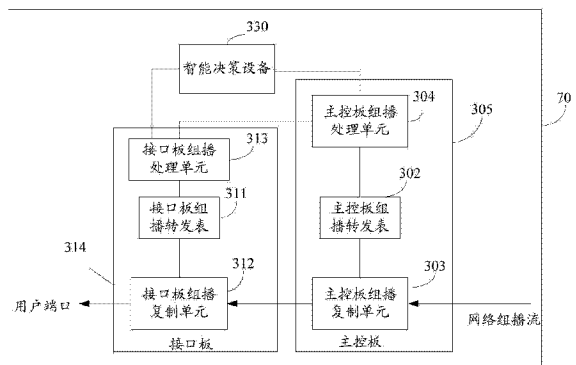 330
智能决策设备
304
主控板组播
处理单元
305
70
313
接口板组播
处理单元
311
接口板组
播转发表
302
主控板组
播转发表
314
312
接口板组播
复制单元
303
主控板组播
复制单元
用户端口
网络组播流
接口板
主控板